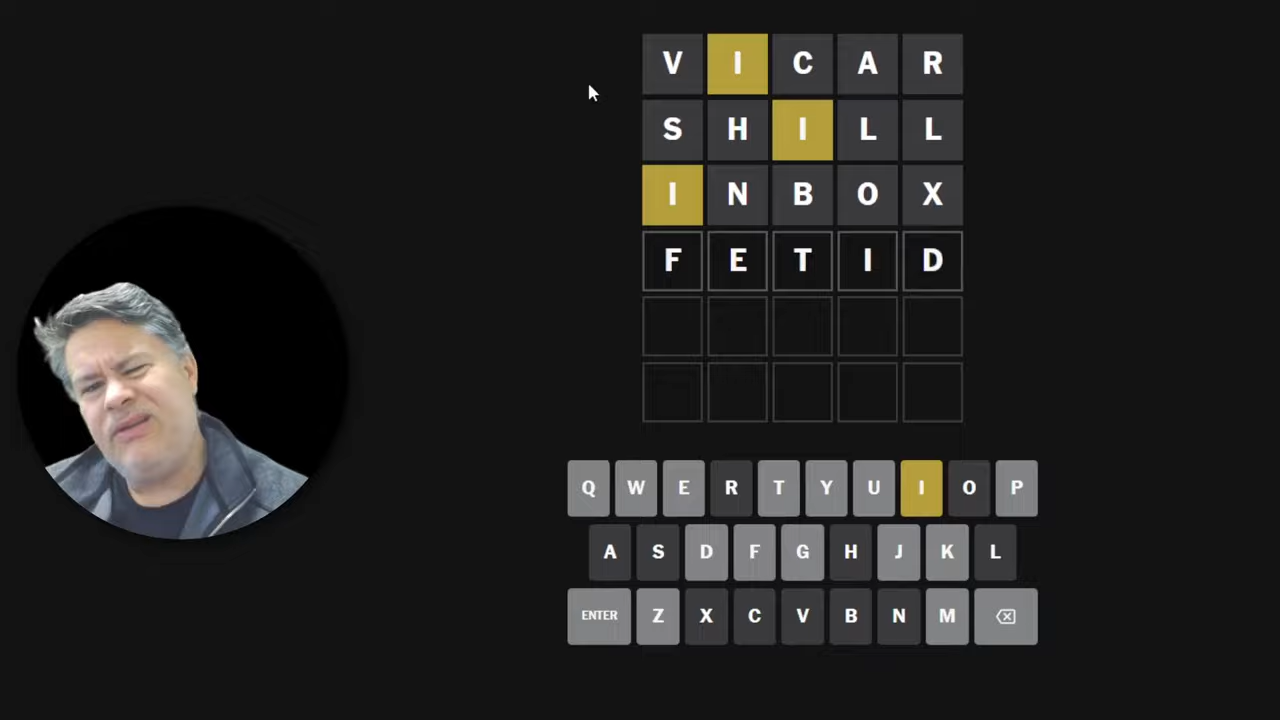 V I C A R
S H I L L
I N B O X
F E T I D
Q W E R T Y U I O P
A S D F G H J K L
ENTER Z X C V B N M